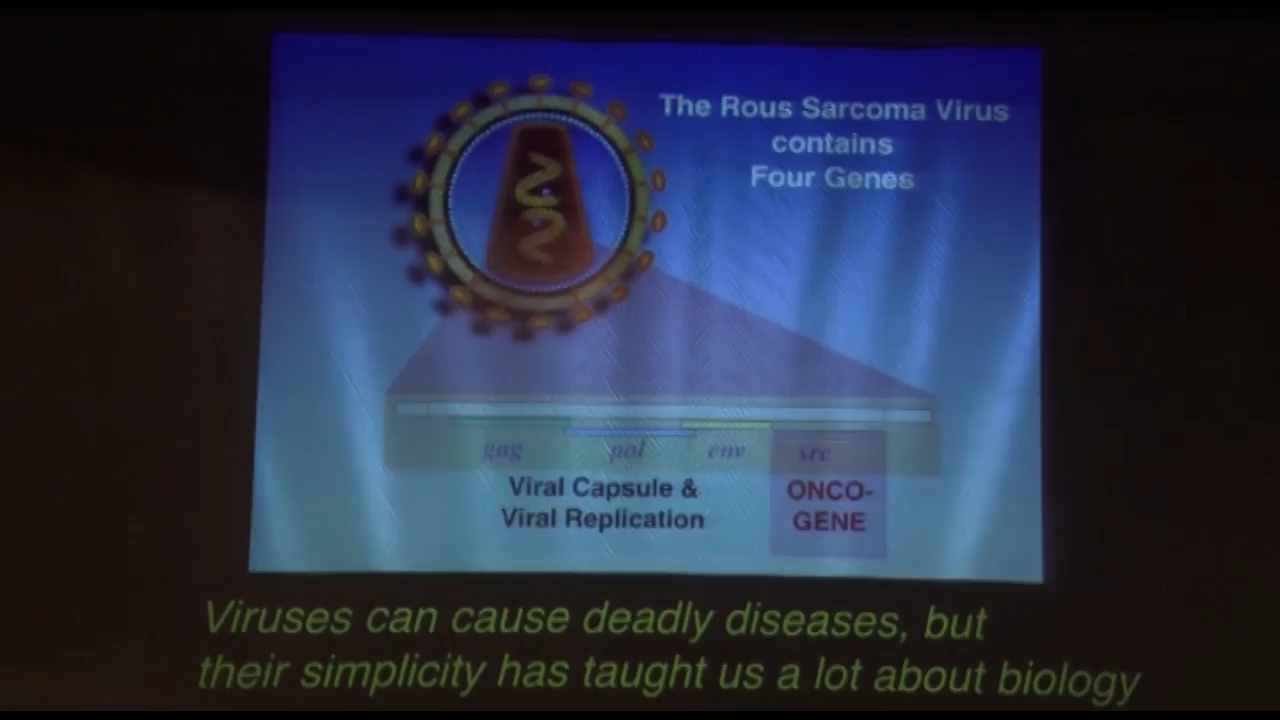 The Rous Sarcoma Virus
contains
Four Genes
gag pol env src
Viral Capsule &
Viral Replication
ONCO-
GENE
Viruses can cause deadly diseases, but
their simplicity has taught us a lot about biology